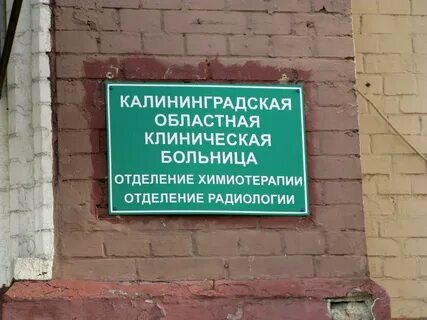 КАЛИНИНГРАДСКАЯ
ОБЛАСТНАЯ
КЛИНИЧЕСКАЯ
БОЛЬНИЦА
ОТДЕЛЕНИЕ ХИМИОТЕРАПИИ
ОТДЕЛЕНИЕ РАДИОЛОГИИ